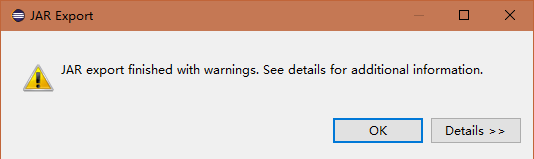 JAR Export
JAR export finished with warnings. See details for additional information.
OK
Details >>